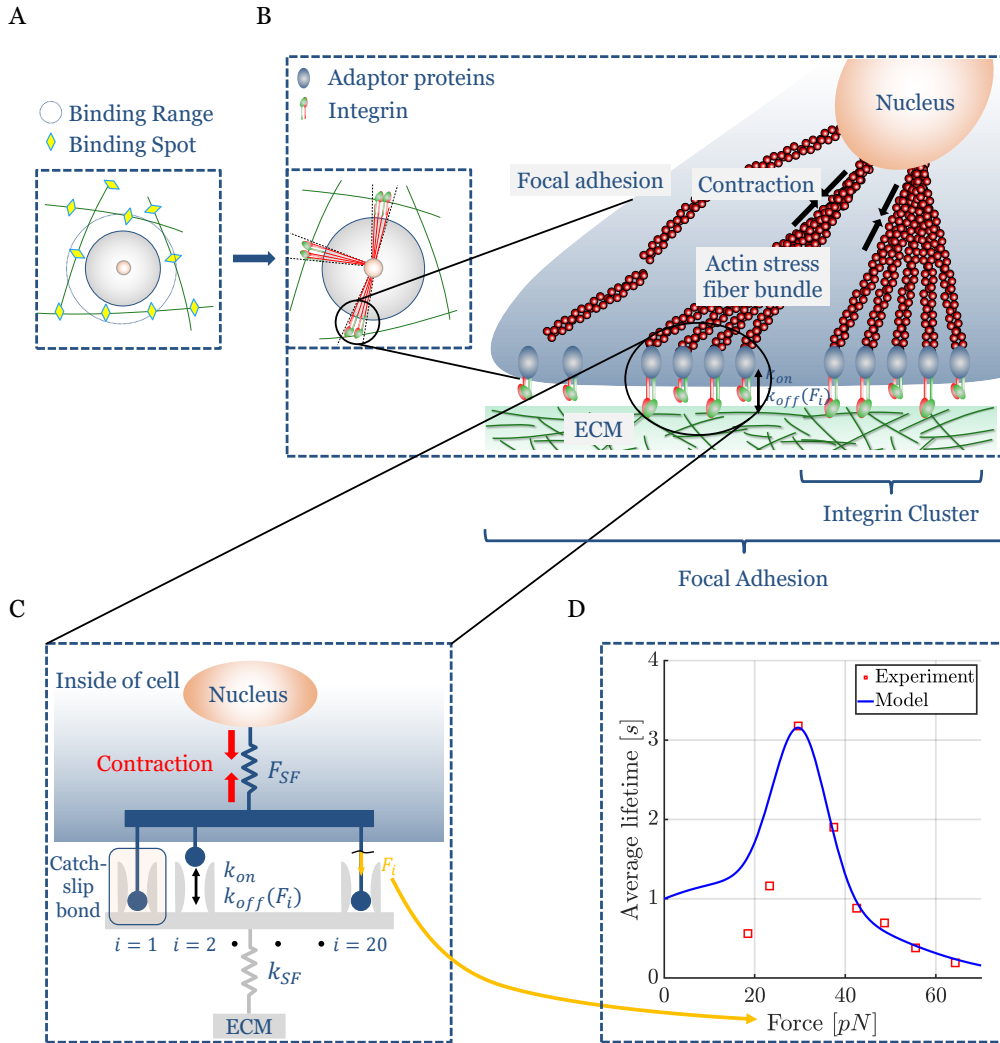 A
B
Binding Range
Binding Spot
Adaptor proteins
Integrin
Nucleus
Focal adhesion
Contraction
Actin stress
fiber bundle
k_on
k_off(F_i)
ECM
Integrin Cluster
Focal Adhesion
C
D
Inside of cell
Nucleus
Contraction
F_SF
Catch-
slip
bond
F_i
k_on
k_off(F_i)
i = 1
i = 2
i = 20
k_SF
ECM
4
3
2
1
0
Average lifetime [s]
Experiment
Model
0
20
40
60
Force [pN]